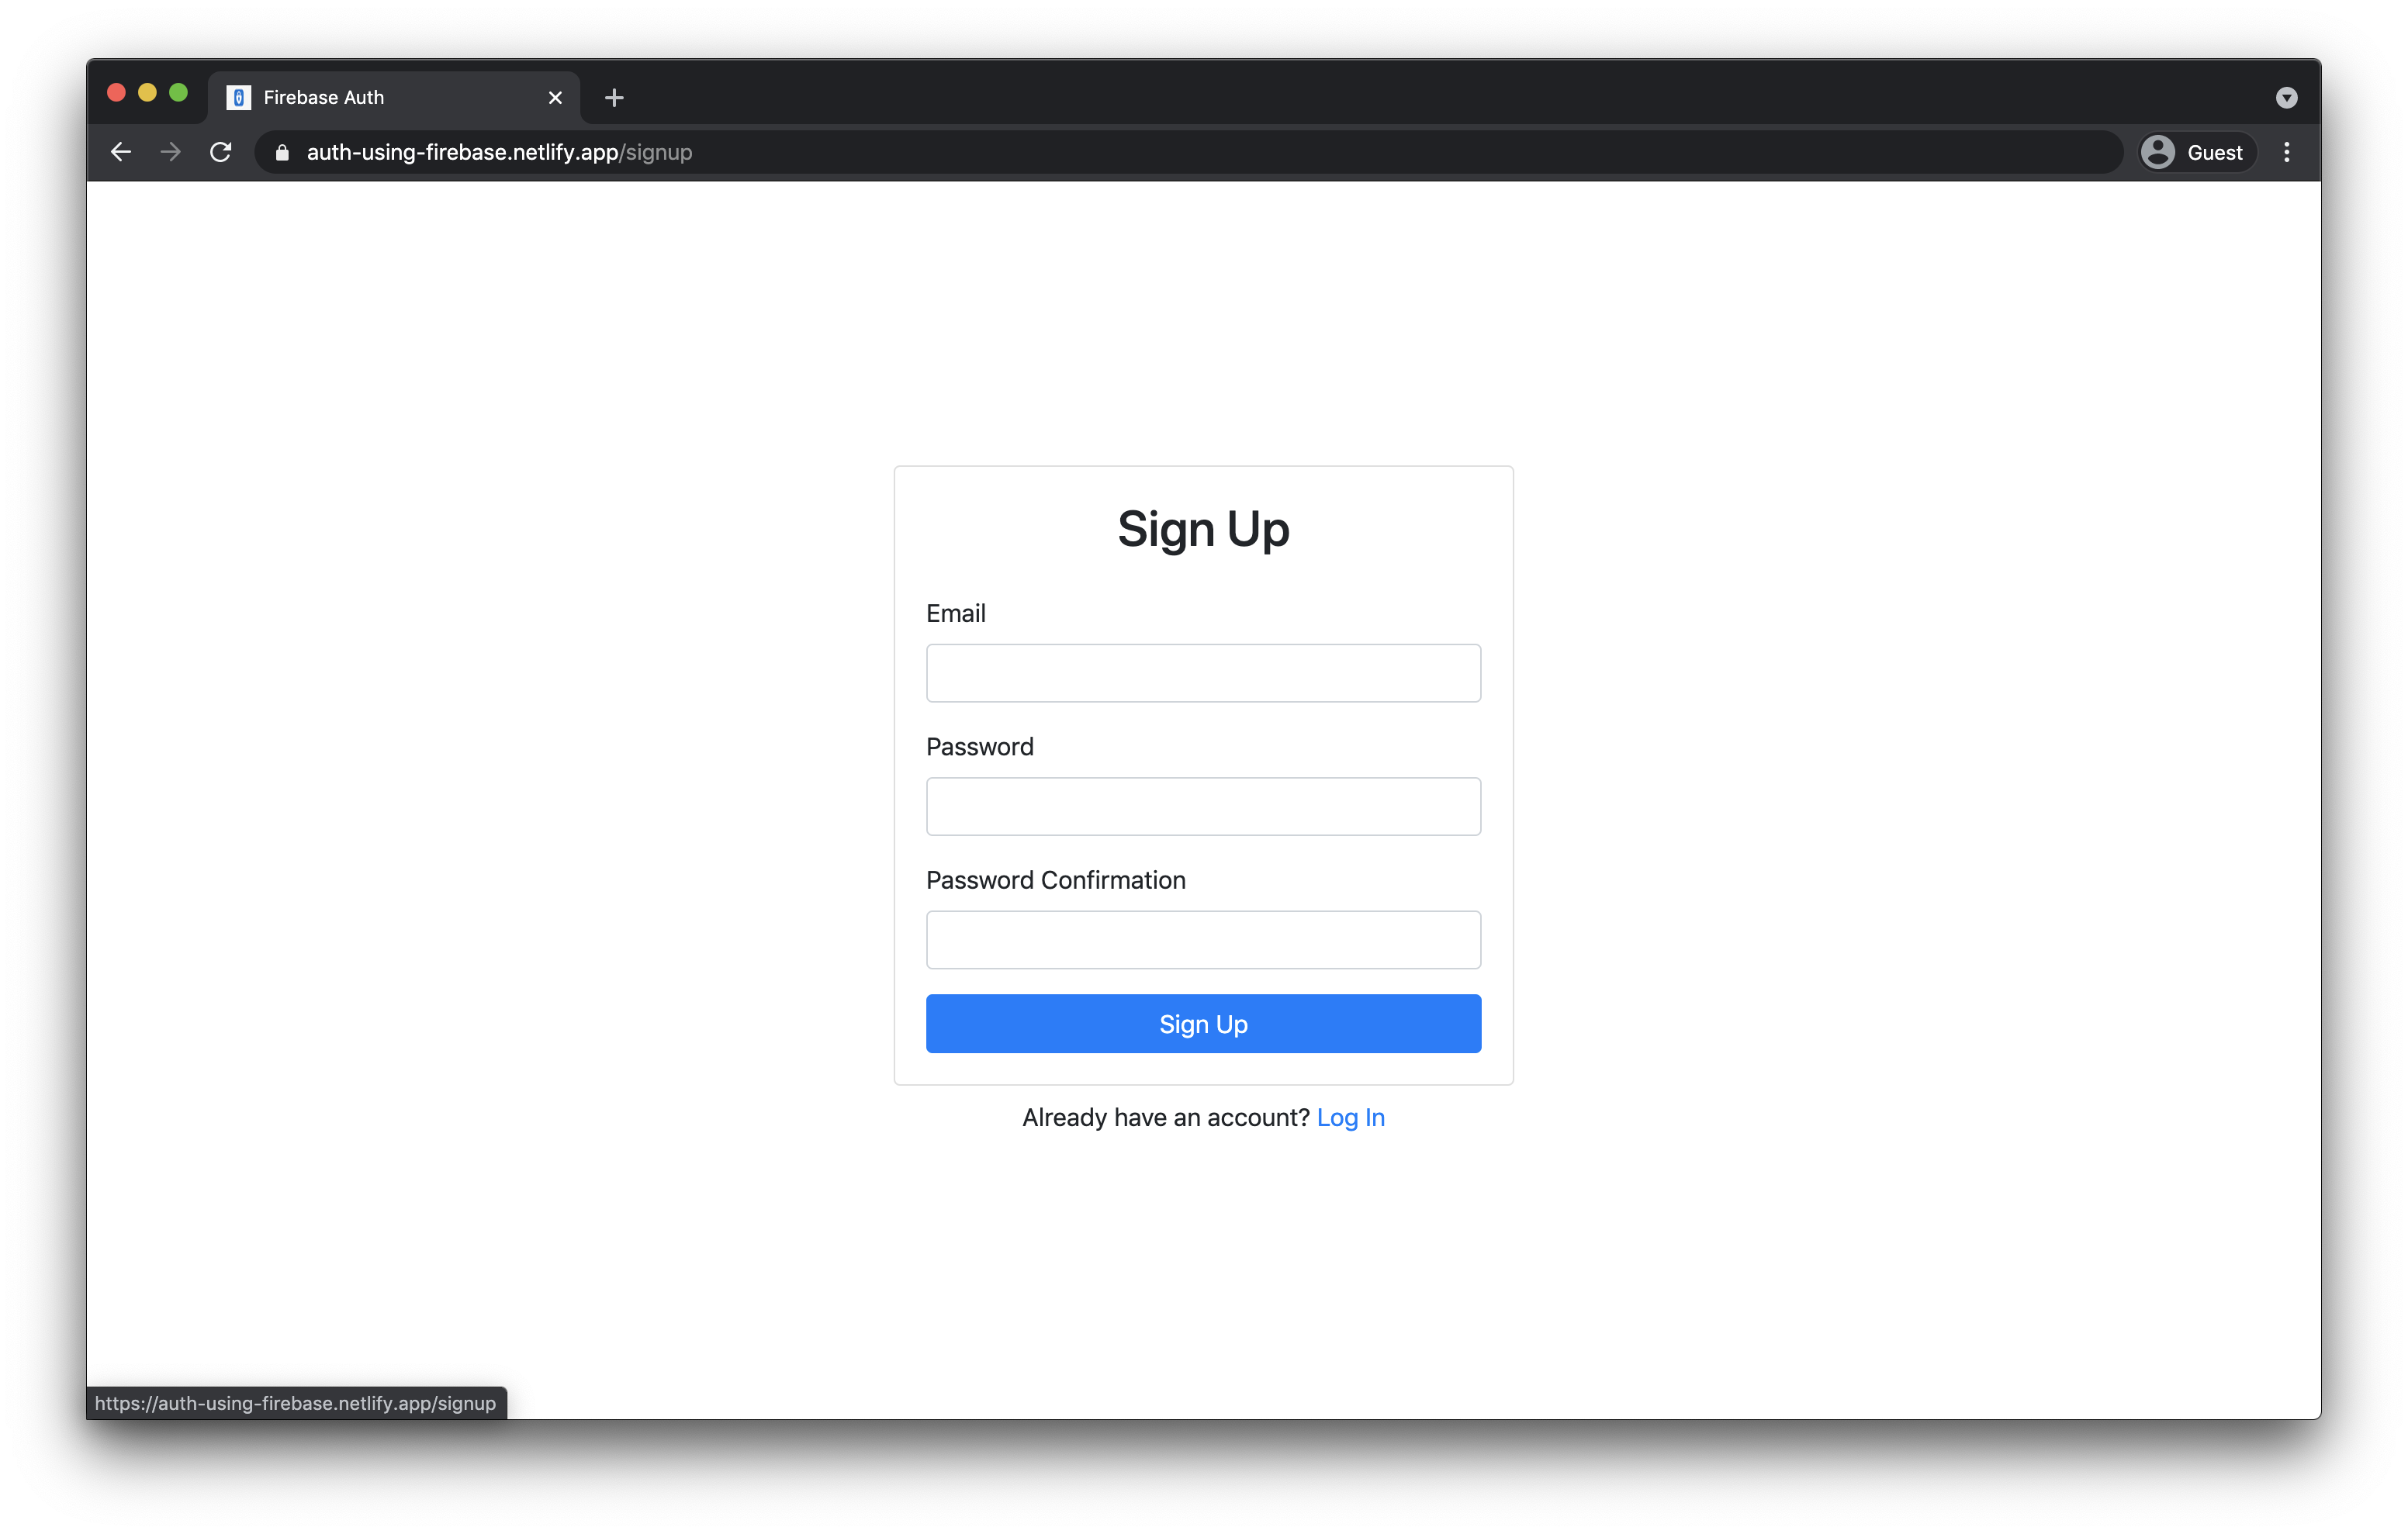 Firebase Auth
auth-using-firebase.netlify.app/signup
Guest
Sign Up
Email
Password
Password Confirmation
Sign Up
Already have an account? Log In
https://auth-using-firebase.netlify.app/signup